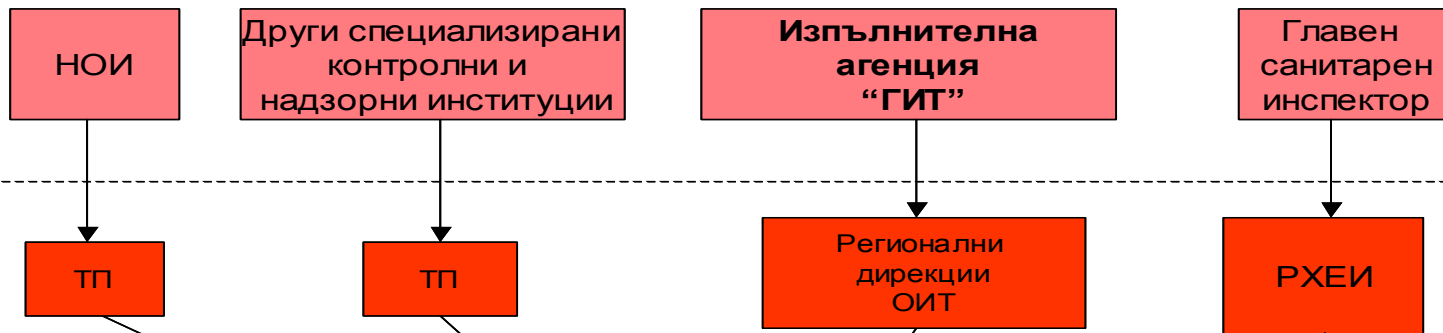 НОИ
Други специализирани
контролни и
надзорни институции
Изпълнителна
агенция
“ГИТ”
Главен
санитарен
инспектор
ТП
ТП
Регионални
дирекции
ОИТ
РХЕИ